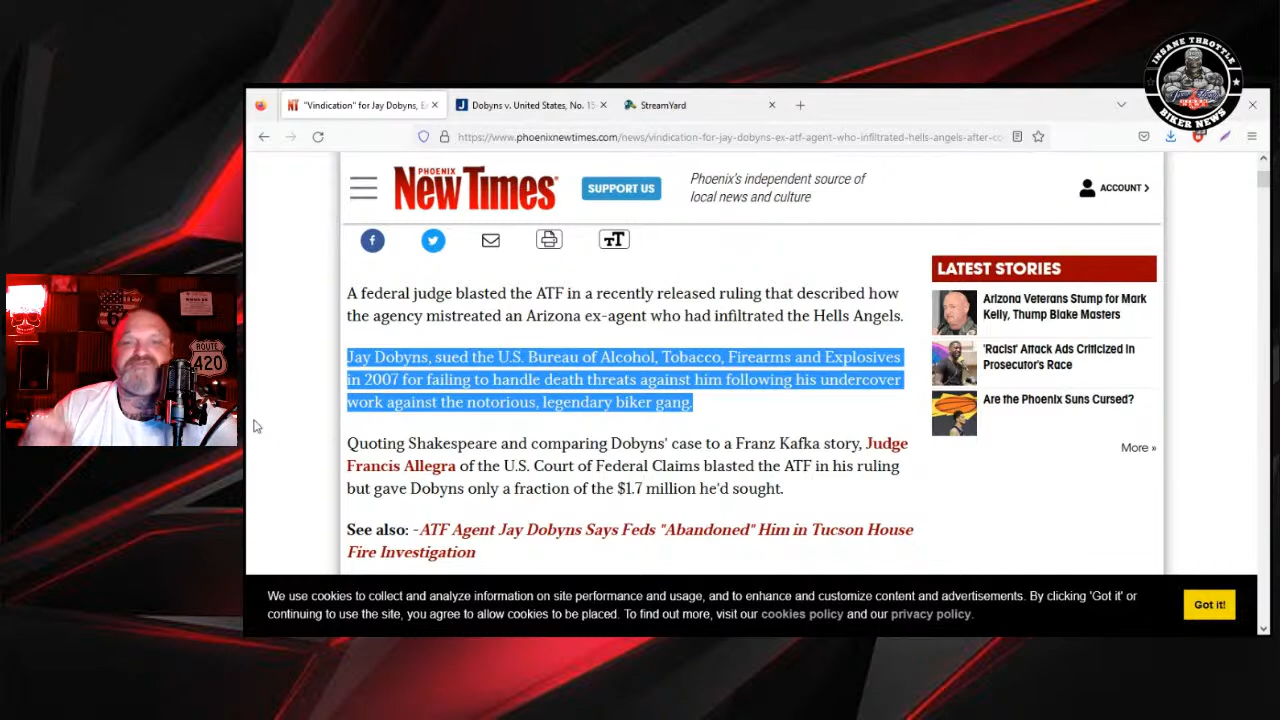 INSANE THROTTLE
BIKER NEWS
"Vindication" for Jay Dobyns, E
Dobyns v. United States, No. 15-
StreamYard
https://www.phoenixnewtimes.com/news/vindication-for-jay-dobyns-ex-atf-agent-who-infiltrated-hells-angels-after-co
PHOENIX
New Times
SUPPORT US
Phoenix's independent source of
local news and culture
ACCOUNT
A federal judge blasted the ATF in a recently released ruling that described how
the agency mistreated an Arizona ex-agent who had infiltrated the Hells Angels.
Jay Dobyns, sued the U.S. Bureau of Alcohol, Tobacco, Firearms and Explosives
in 2007 for failing to handle death threats against him following his undercover
work against the notorious, legendary biker gang.
Quoting Shakespeare and comparing Dobyns' case to a Franz Kafka story, Judge
Francis Allegra of the U.S. Court of Federal Claims blasted the ATF in his ruling
but gave Dobyns only a fraction of the $1.7 million he'd sought.
See also: -ATF Agent Jay Dobyns Says Feds "Abandoned" Him in Tucson House
Fire Investigation
LATEST STORIES
Arizona Veterans Stump for Mark
Kelly, Thump Blake Masters
'Racist' Attack Ads Criticized in
Prosecutor's Race
Are the Phoenix Suns Cursed?
More »
ROUTE
420
We use cookies to collect and analyze information on site performance and usage, and to enhance and customize content and advertisements. By clicking 'Got it' or
continuing to use the site, you agree to allow cookies to be placed. To find out more, visit our cookies policy and our privacy policy.
Got it!